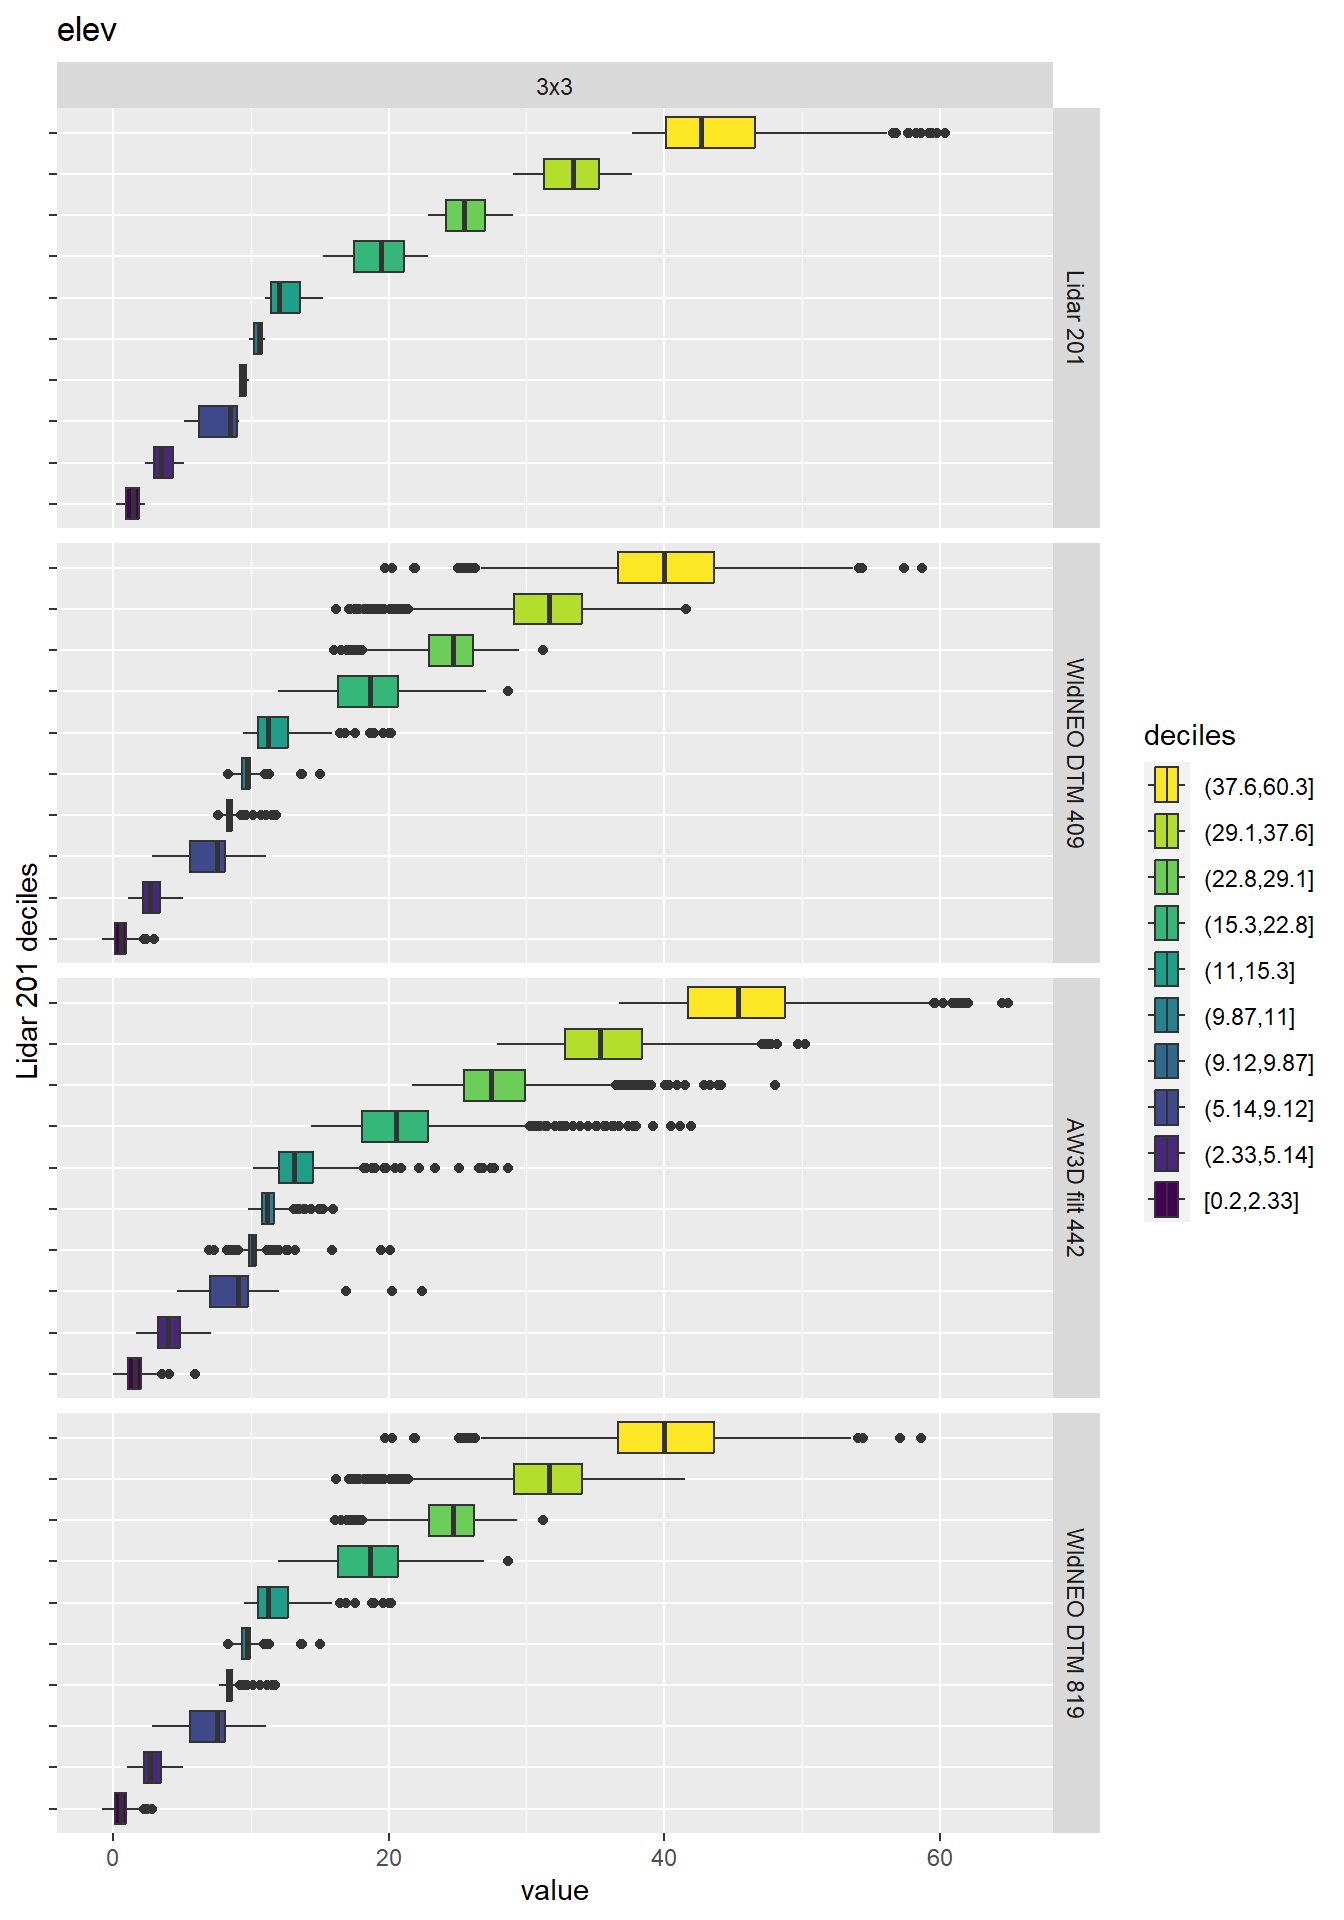 elev
3x3
Lidar 201
WldNEO DTM 409
AW3D filt 442
WldNEO DTM 819
Lidar 201 deciles
0
20
40
60
value
deciles
(37.6,60.3]
(29.1,37.6]
(22.8,29.1]
(15.3,22.8]
(11,15.3]
(9.87,11]
(9.12,9.87]
(5.14,9.12]
(2.33,5.14]
[0.2,2.33]